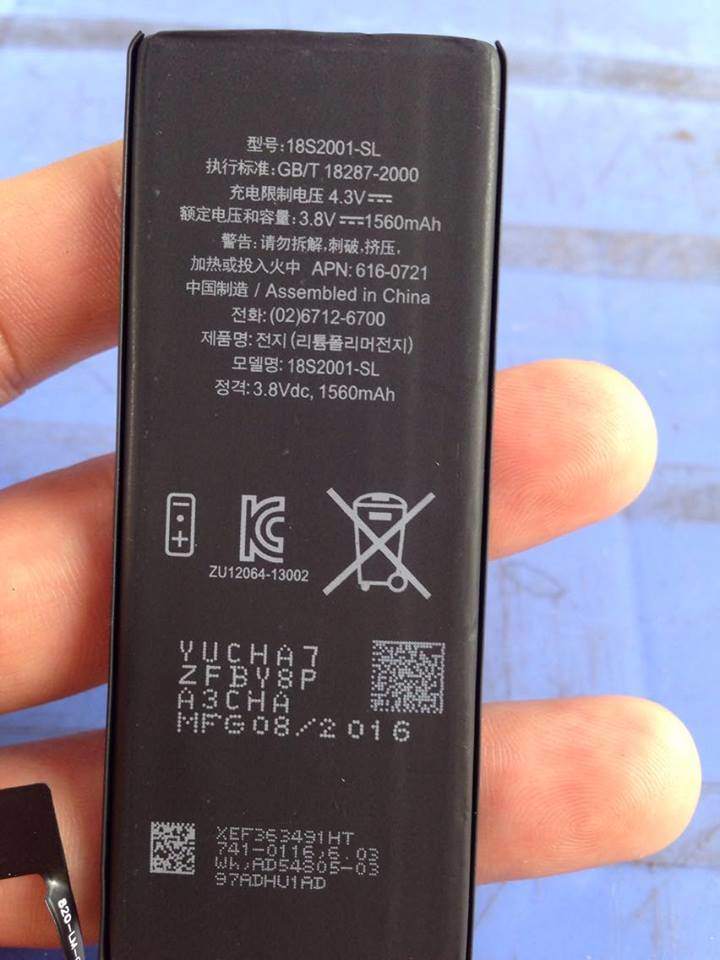 型号:18S2001-SL
执行标准:GB/T 18287-2000
充电限制电压 4.3V⎓
额定电压和容量:3.8V⎓1560mAh
警告:请勿拆解,刺破,挤压,
加热或投入火中 APN:616-0721
中国制造 / Assembled in China
전화:(02)6712-6700
제품명:전지 (리튬폴리머전지)
모델명: 18S2001-SL
정격:3.8Vdc, 1560mAh
ZU12064-13002
YUCHA7
ZFBY8P
A3CHA
MFG08/2016
XEF363491HT
741-0116,6 03
Wh,AD54805-03
97ADHU1AD
820-LM-